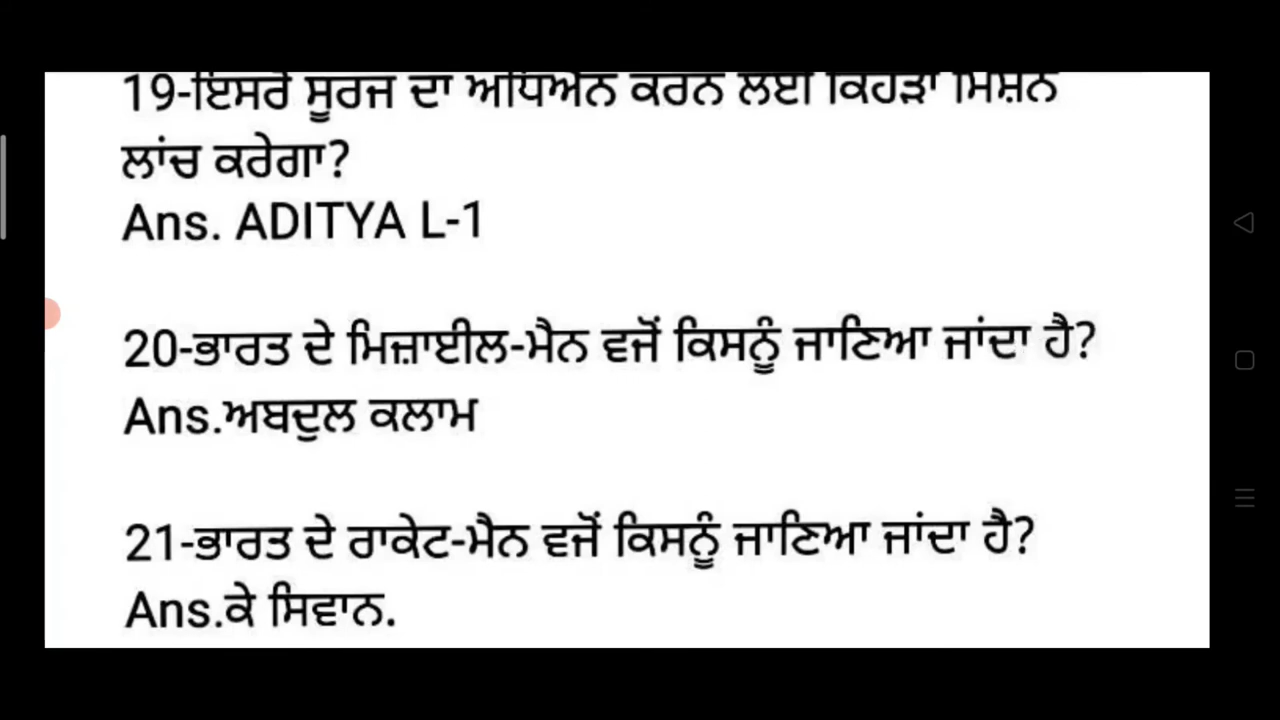 19-ਇਸਰੋ ਸੂਰਜ ਦਾ ਅਧਿਐਨ ਕਰਨ ਲਈ ਕਿਹੜਾ ਮਿਸ਼ਨ
ਲਾਂਚ ਕਰੇਗਾ?
Ans. ADITYA L-1
20-ਭਾਰਤ ਦੇ ਮਿਜ਼ਾਈਲ-ਮੈਨ ਵਜੋਂ ਕਿਸਨੂੰ ਜਾਣਿਆ ਜਾਂਦਾ ਹੈ?
Ans.ਅਬਦੁਲ ਕਲਾਮ
21-ਭਾਰਤ ਦੇ ਰਾਕੇਟ-ਮੈਨ ਵਜੋਂ ਕਿਸਨੂੰ ਜਾਣਿਆ ਜਾਂਦਾ ਹੈ?
Ans.ਕੇ ਸਿਵਾਨ.